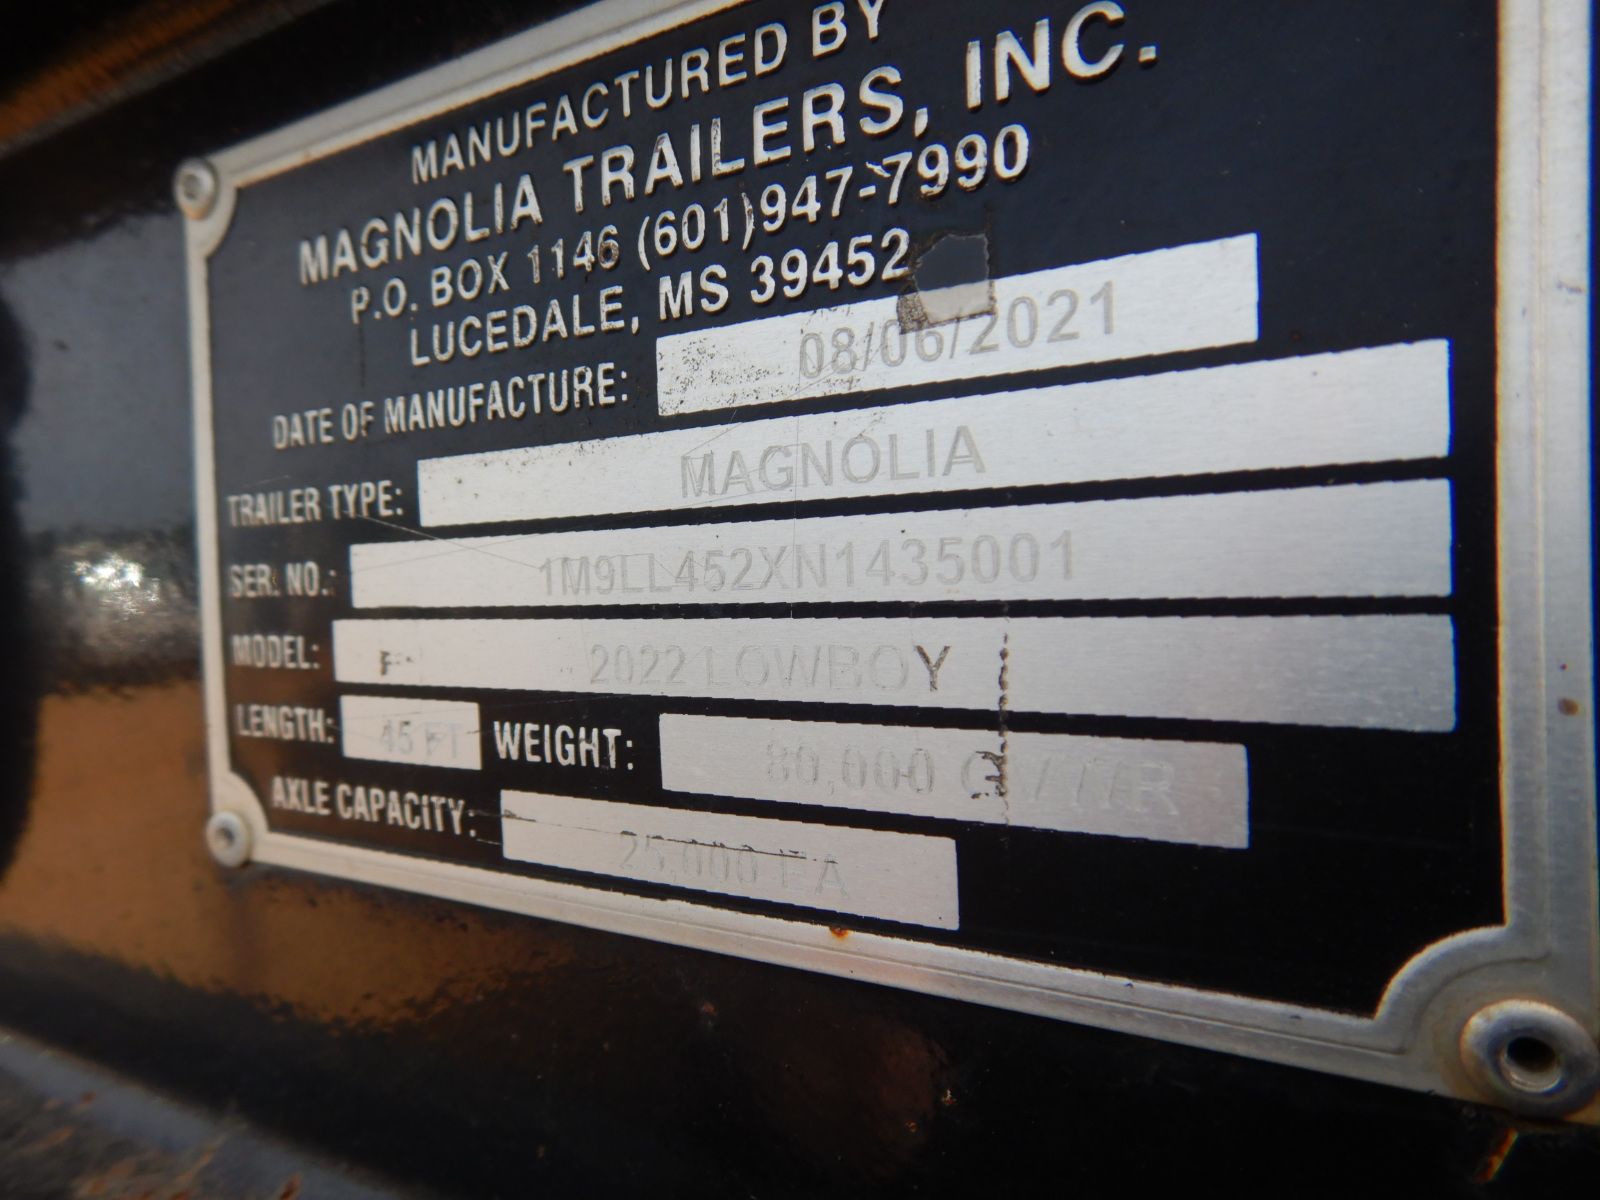 MANUFACTURED BY
MAGNOLIA TRAILERS, INC.
P.O. BOX 1146 (601)947-7990
LUCEDALE, MS 39452
DATE OF MANUFACTURE: 08/06/2021
TRAILER TYPE: MAGNOLIA
SER. NO.: 1M9LL452XN1435001
MODEL: 2022 LOWBOY
LENGTH: 45 FT WEIGHT: 80,000
AXLE CAPACITY: 25,000 EA